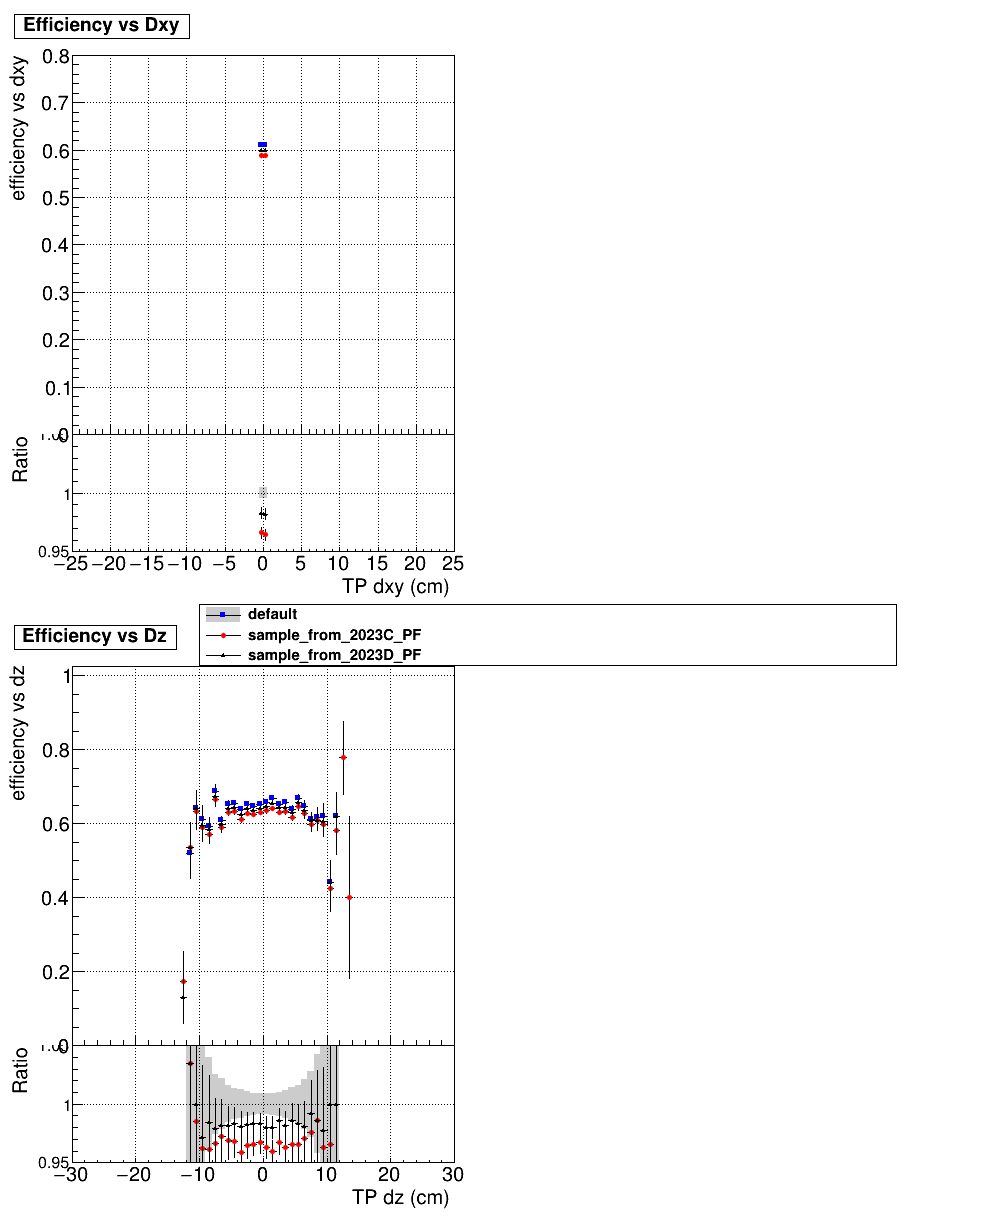 Efficiency vs Dxy
efficiency vs dxy
0.8
0.7
0.6
0.5
0.4
0.3
0.2
0.1
0
Ratio
1
0.95
−25 −20 −15 −10 −5 0 5 10 15 20 25
TP dxy (cm)
default
sample_from_2023C_PF
sample_from_2023D_PF
Efficiency vs Dz
efficiency vs dz
1
0.8
0.6
0.4
0.2
0
Ratio
1
0.95
−30 −20 −10 0 10 20 30
TP dz (cm)